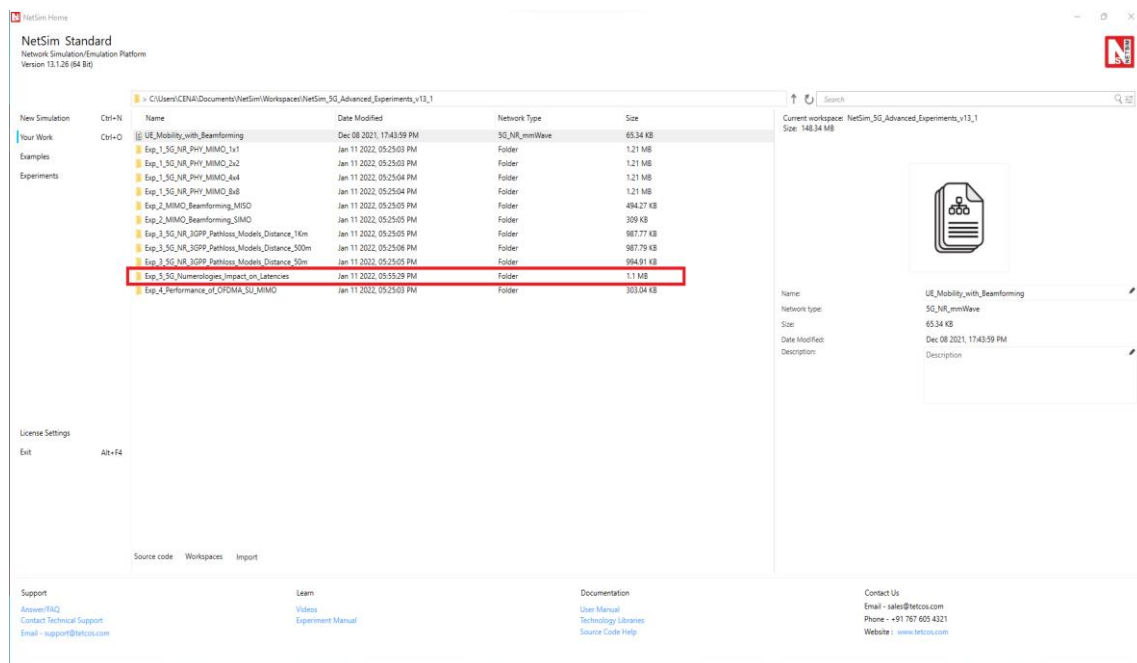 NetSim Home
NetSim Standard
Network Simulation/Emulation Platform
Version 13.1.26 (64 Bit)
NETSIM
> C:\Users\CENA\Documents\NetSim\Workspaces\NetSim_5G_Advanced_Experiments_v13_1
Search
New Simulation Ctrl+N
Your Work Ctrl+O
Examples
Experiments
License Settings
Exit Alt+F4
Name Date Modified Network Type Size
UE_Mobility_with_Beamforming Dec 08 2021, 17:43:59 PM 5G_NR_mmWave 65.34 KB
Exp_1_5G_NR_PHY_MIMO_1x1 Jan 11 2022, 05:25:03 PM Folder 1.21 MB
Exp_1_5G_NR_PHY_MIMO_2x2 Jan 11 2022, 05:25:03 PM Folder 1.21 MB
Exp_1_5G_NR_PHY_MIMO_4x4 Jan 11 2022, 05:25:04 PM Folder 1.21 MB
Exp_1_5G_NR_PHY_MIMO_8x8 Jan 11 2022, 05:25:04 PM Folder 1.21 MB
Exp_2_MIMO_Beamforming_MISO Jan 11 2022, 05:25:05 PM Folder 494.27 KB
Exp_2_MIMO_Beamforming_SIMO Jan 11 2022, 05:25:05 PM Folder 309 KB
Exp_3_5G_NR_3GPP_Pathloss_Models_Distance_1Km Jan 11 2022, 05:25:05 PM Folder 987.77 KB
Exp_3_5G_NR_3GPP_Pathloss_Models_Distance_500m Jan 11 2022, 05:25:06 PM Folder 987.79 KB
Exp_3_5G_NR_3GPP_Pathloss_Models_Distance_50m Jan 11 2022, 05:25:05 PM Folder 994.91 KB
Exp_5_5G_Numerologies_Impact_on_Latencies Jan 11 2022, 05:55:29 PM Folder 1.1 MB
Exp_4_Performance_of_OFDMA_SU_MIMO Jan 11 2022, 05:25:03 PM Folder 303.04 KB
Source code Workspaces Import
Current workspace: NetSim_5G_Advanced_Experiments_v13_1
Size: 148.34 MB
Name: UE_Mobility_with_Beamforming
Network type: 5G_NR_mmWave
Size: 65.34 KB
Date Modified: Dec 08 2021, 17:43:59 PM
Description: Description
Support
Answer/FAQ
Contact Technical Support
Email - support@tetcos.com
Learn
Videos
Experiment Manual
Documentation
User Manual
Technology Libraries
Source Code Help
Contact Us
Email - sales@tetcos.com
Phone - +91 767 605 4321
Website : www.tetcos.com